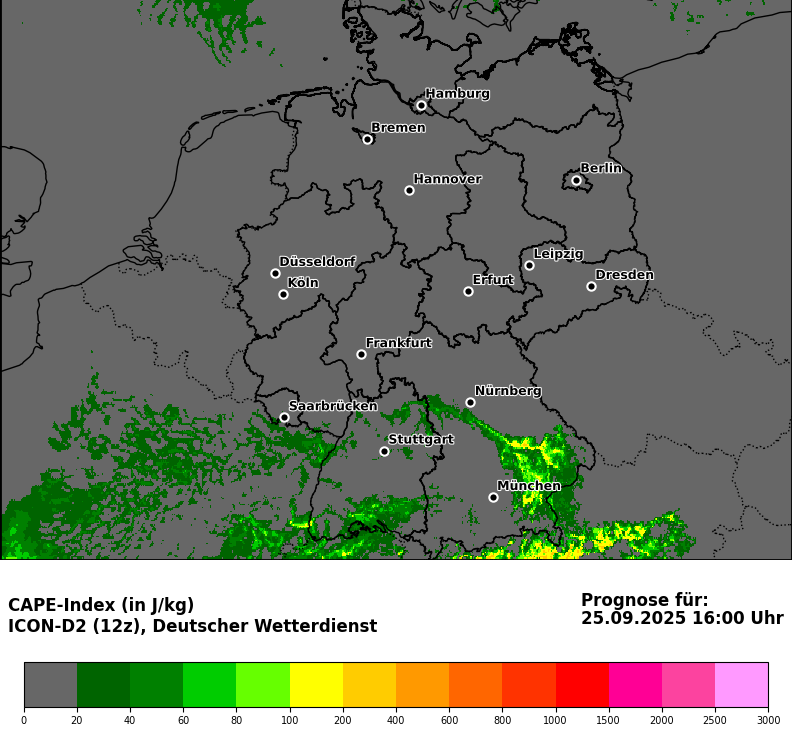 Hamburg
Bremen
Berlin
Hannover
Leipzig
Düsseldorf
Dresden
Köln
Erfurt
Frankfurt
Nürnberg
Saarbrücken
Stuttgart
München
CAPE-Index (in J/kg)
ICON-D2 (12z), Deutscher Wetterdienst
Prognose für:
25.09.2025 16:00 Uhr
0 20 40 60 80 100 200 400 600 800 1000 1500 2000 2500 3000